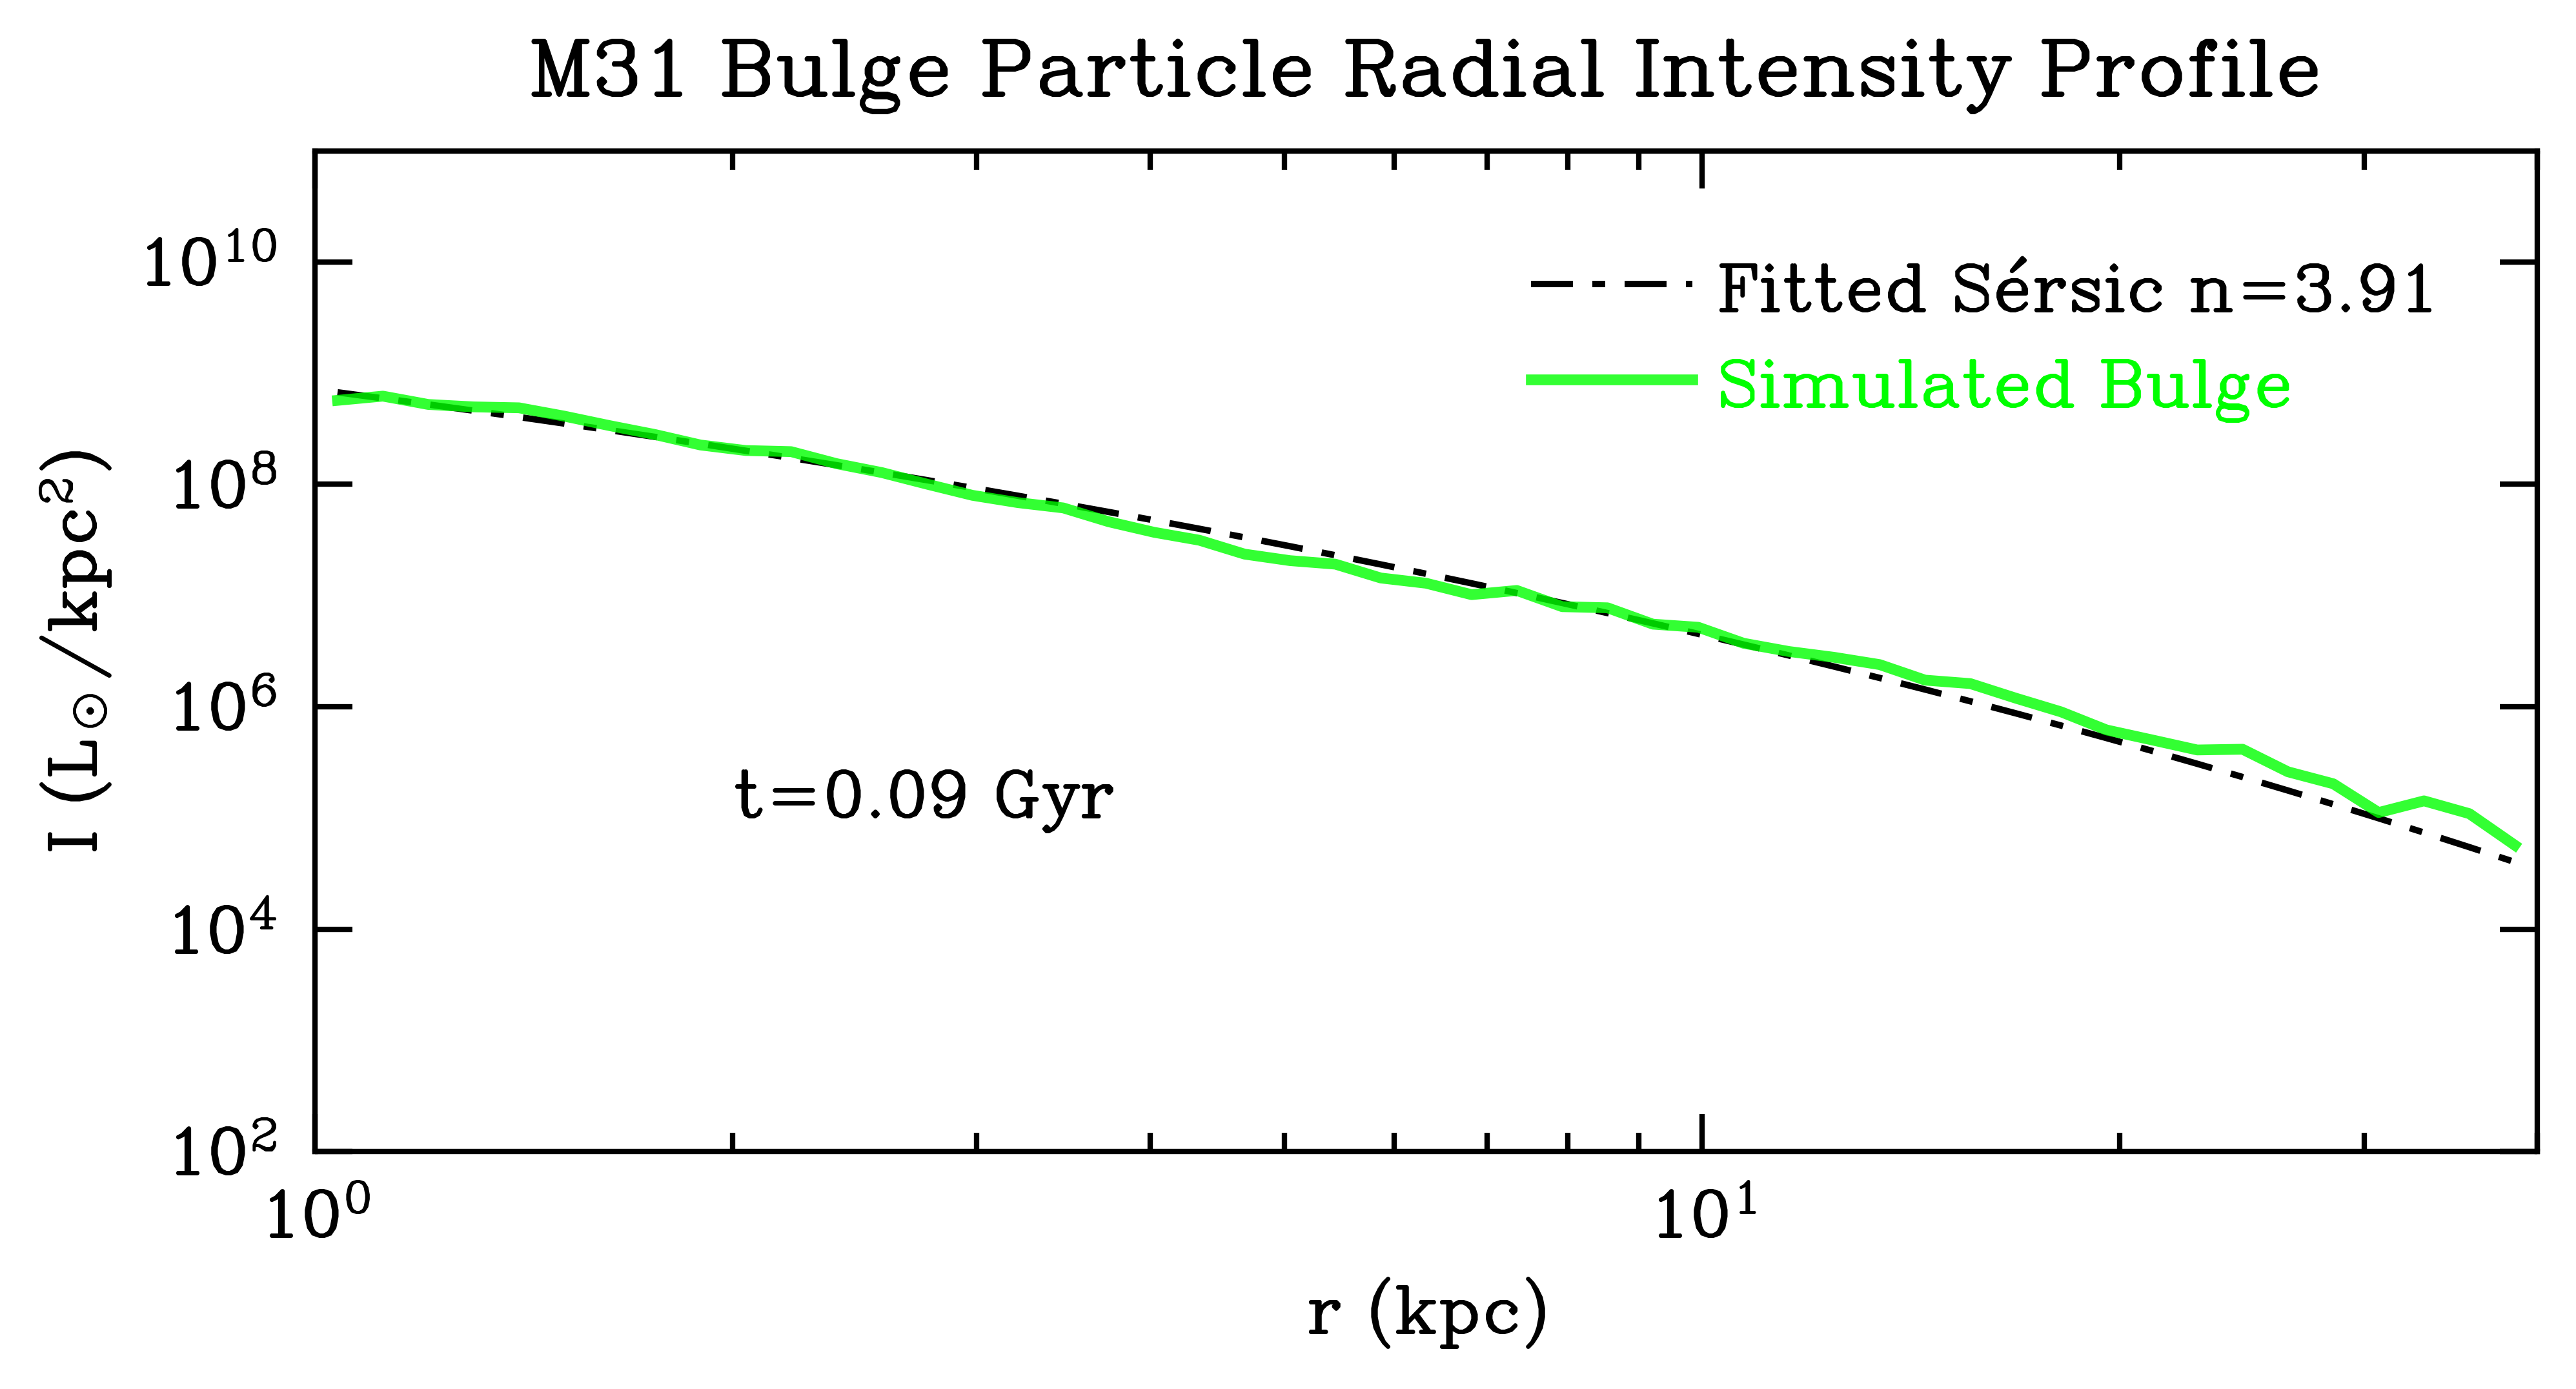 M31 Bulge Particle Radial Intensity Profile
10¹⁰
Fitted Sérsic n=3.91
Simulated Bulge
10⁸
I (L⊙/kpc²)
10⁶
t=0.09 Gyr
10⁴
10²
10⁰ 10¹
r (kpc)